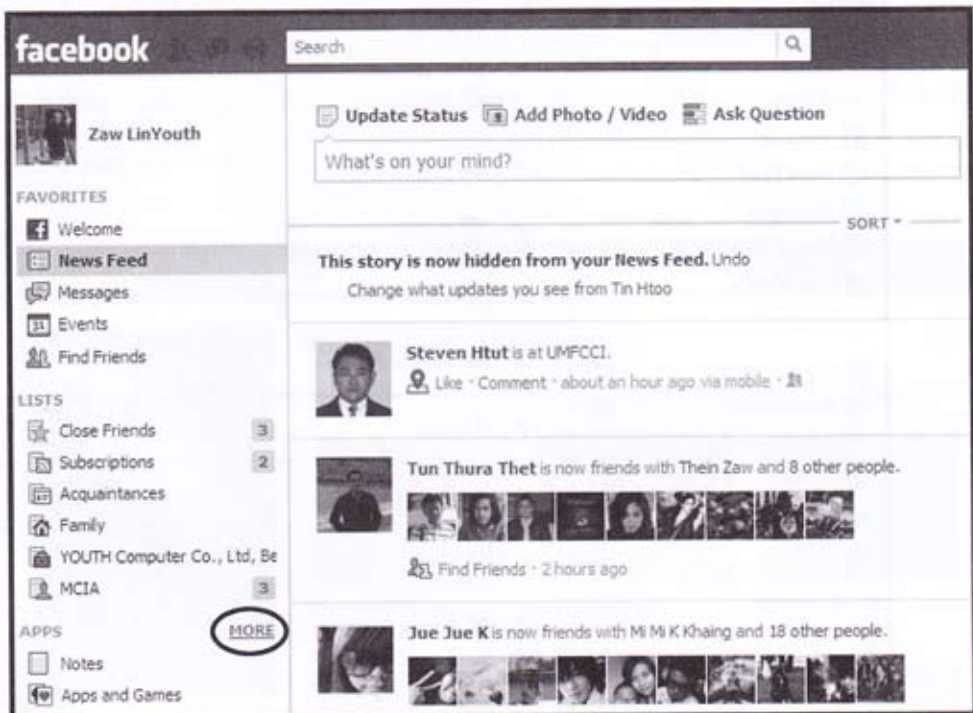 facebook
Search
Zaw LinYouth
FAVORITES
Welcome
News Feed
Messages
31 Events
Find Friends
LISTS
Close Friends 3
Subscriptions 2
Acquaintances
Family
YOUTH Computer Co., Ltd, Be
MCIA 3
APPS MORE
Notes
Apps and Games
Update Status Add Photo / Video Ask Question
What's on your mind?
SORT
This story is now hidden from your News Feed. Undo
Change what updates you see from Tin Htoo
Steven Htut is at UMFCCI.
Like · Comment · about an hour ago via mobile ·
Tun Thura Thet is now friends with Thein Zaw and 8 other people.
Find Friends · 2 hours ago
Jue Jue K is now friends with Mi Mi K Khaing and 18 other people.